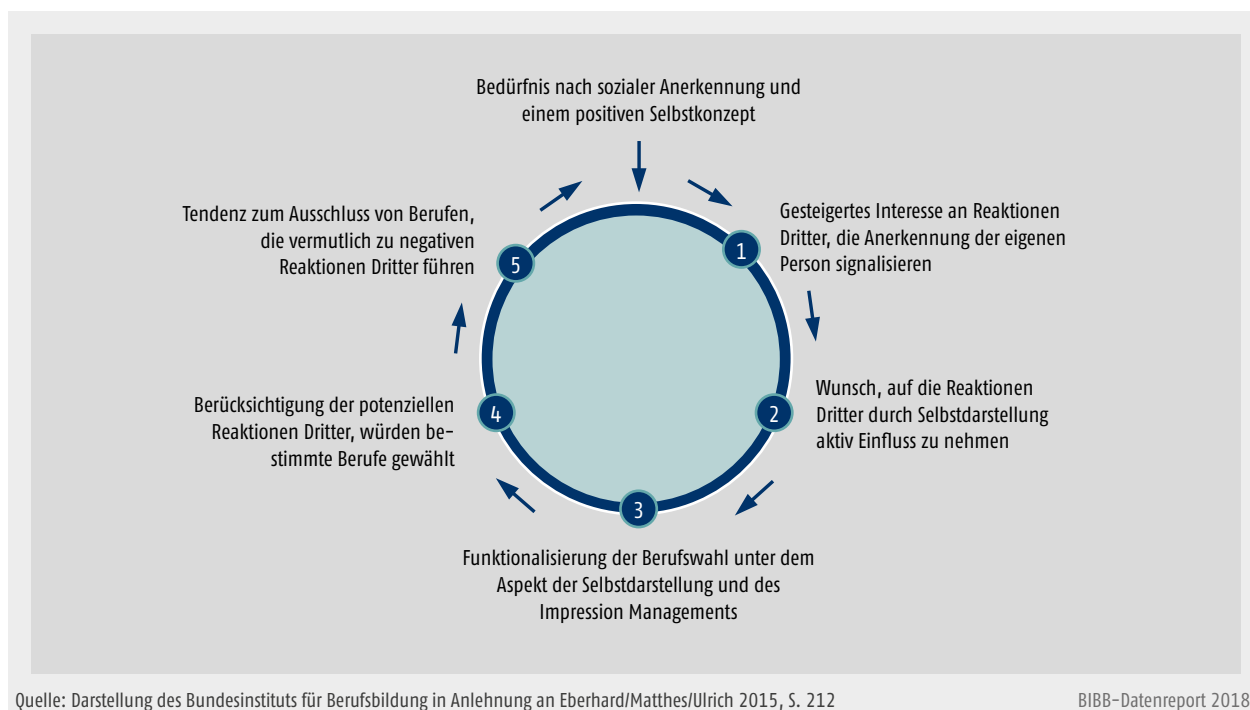 Bedürfnis nach sozialer Anerkennung und
einem positiven Selbstkonzept
1
Gesteigertes Interesse an Reaktionen
Dritter, die Anerkennung der eigenen
Person signalisieren
2
Wunsch, auf die Reaktionen
Dritter durch Selbstdarstellung
aktiv Einfluss zu nehmen
3
Funktionalisierung der Berufswahl unter dem
Aspekt der Selbstdarstellung und des
Impression Managements
4
Berücksichtigung der potenziellen
Reaktionen Dritter, würden be-
stimmte Berufe gewählt
5
Tendenz zum Ausschluss von Berufen,
die vermutlich zu negativen
Reaktionen Dritter führen
Quelle: Darstellung des Bundesinstituts für Berufsbildung in Anlehnung an Eberhard/Matthes/Ulrich 2015, S. 212
BIBB-Datenreport 2018